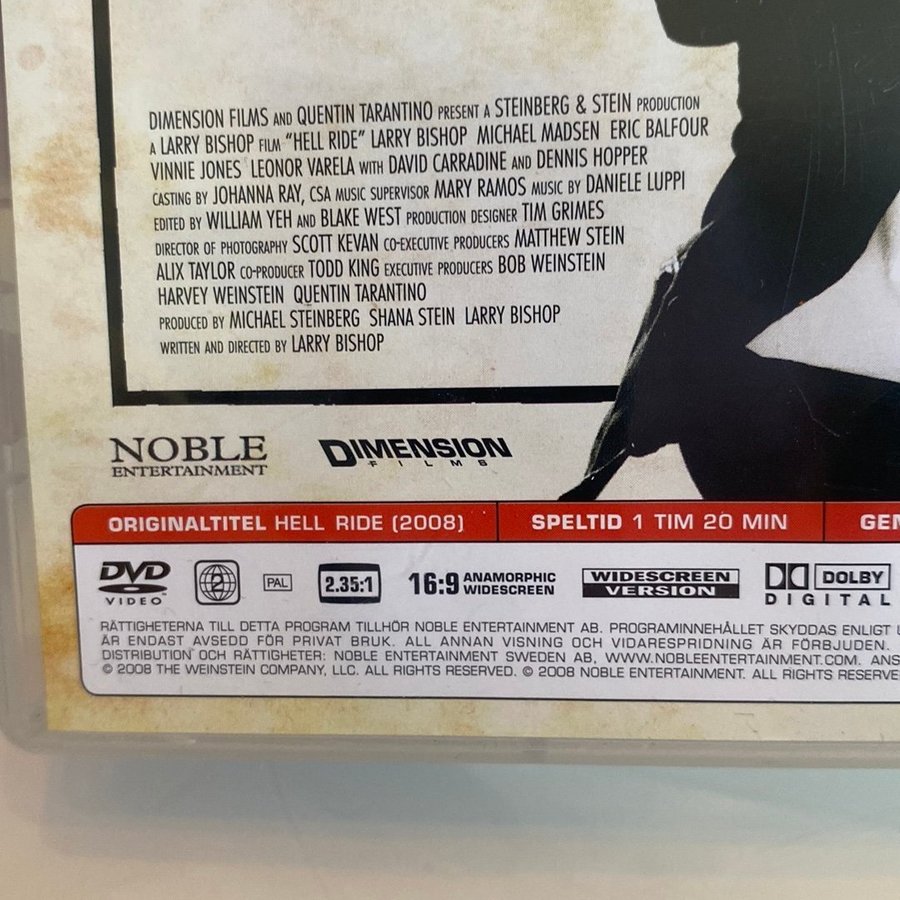 DIMENSION FILMS AND QUENTIN TARANTINO PRESENT A STEINBERG & STEIN PRODUCTION
A LARRY BISHOP FILM "HELL RIDE" LARRY BISHOP MICHAEL MADSEN ERIC BALFOUR
VINNIE JONES LEONOR VARELA WITH DAVID CARRADINE AND DENNIS HOPPER
CASTING BY JOHANNA RAY, CSA MUSIC SUPERVISOR MARY RAMOS MUSIC BY DANIELE LUPPI
EDITED BY WILLIAM YEH AND BLAKE WEST PRODUCTION DESIGNER TIM GRIMES
DIRECTOR OF PHOTOGRAPHY SCOTT KEVAN CO-EXECUTIVE PRODUCERS MATTHEW STEIN
ALIX TAYLOR CO-PRODUCER TODD KING EXECUTIVE PRODUCERS BOB WEINSTEIN
HARVEY WEINSTEIN QUENTIN TARANTINO
PRODUCED BY MICHAEL STEINBERG SHANA STEIN LARRY BISHOP
WRITTEN AND DIRECTED BY LARRY BISHOP
NOBLE
ENTERTAINMENT
DIMENSION
FILMS
ORIGINALTITEL HELL RIDE (2008) SPELTID 1 TIM 20 MIN GEN
DVD
VIDEO™
2
PAL
2.35:1
16:9 ANAMORPHIC
WIDESCREEN
WIDESCREEN
VERSION
DOLBY
DIGITAL
RÄTTIGHETERNA TILL DETTA PROGRAM TILLHÖR NOBLE ENTERTAINMENT AB. PROGRAMINNEHÅLLET SKYDDAS ENLIGT
ÄR ENDAST AVSEDD FÖR PRIVAT BRUK. ALL ANNAN VISNING OCH VIDARESPRIDNING ÄR FÖRBJUDEN.
DISTRIBUTION OCH RÄTTIGHETER: NOBLE ENTERTAINMENT SWEDEN AB, WWW.NOBLEENTERTAINMENT.COM. ANS
© 2008 THE WEINSTEIN COMPANY, LLC. ALL RIGHTS RESERVED. © 2008 NOBLE ENTERTAINMENT. ALL RIGHTS RESERVE